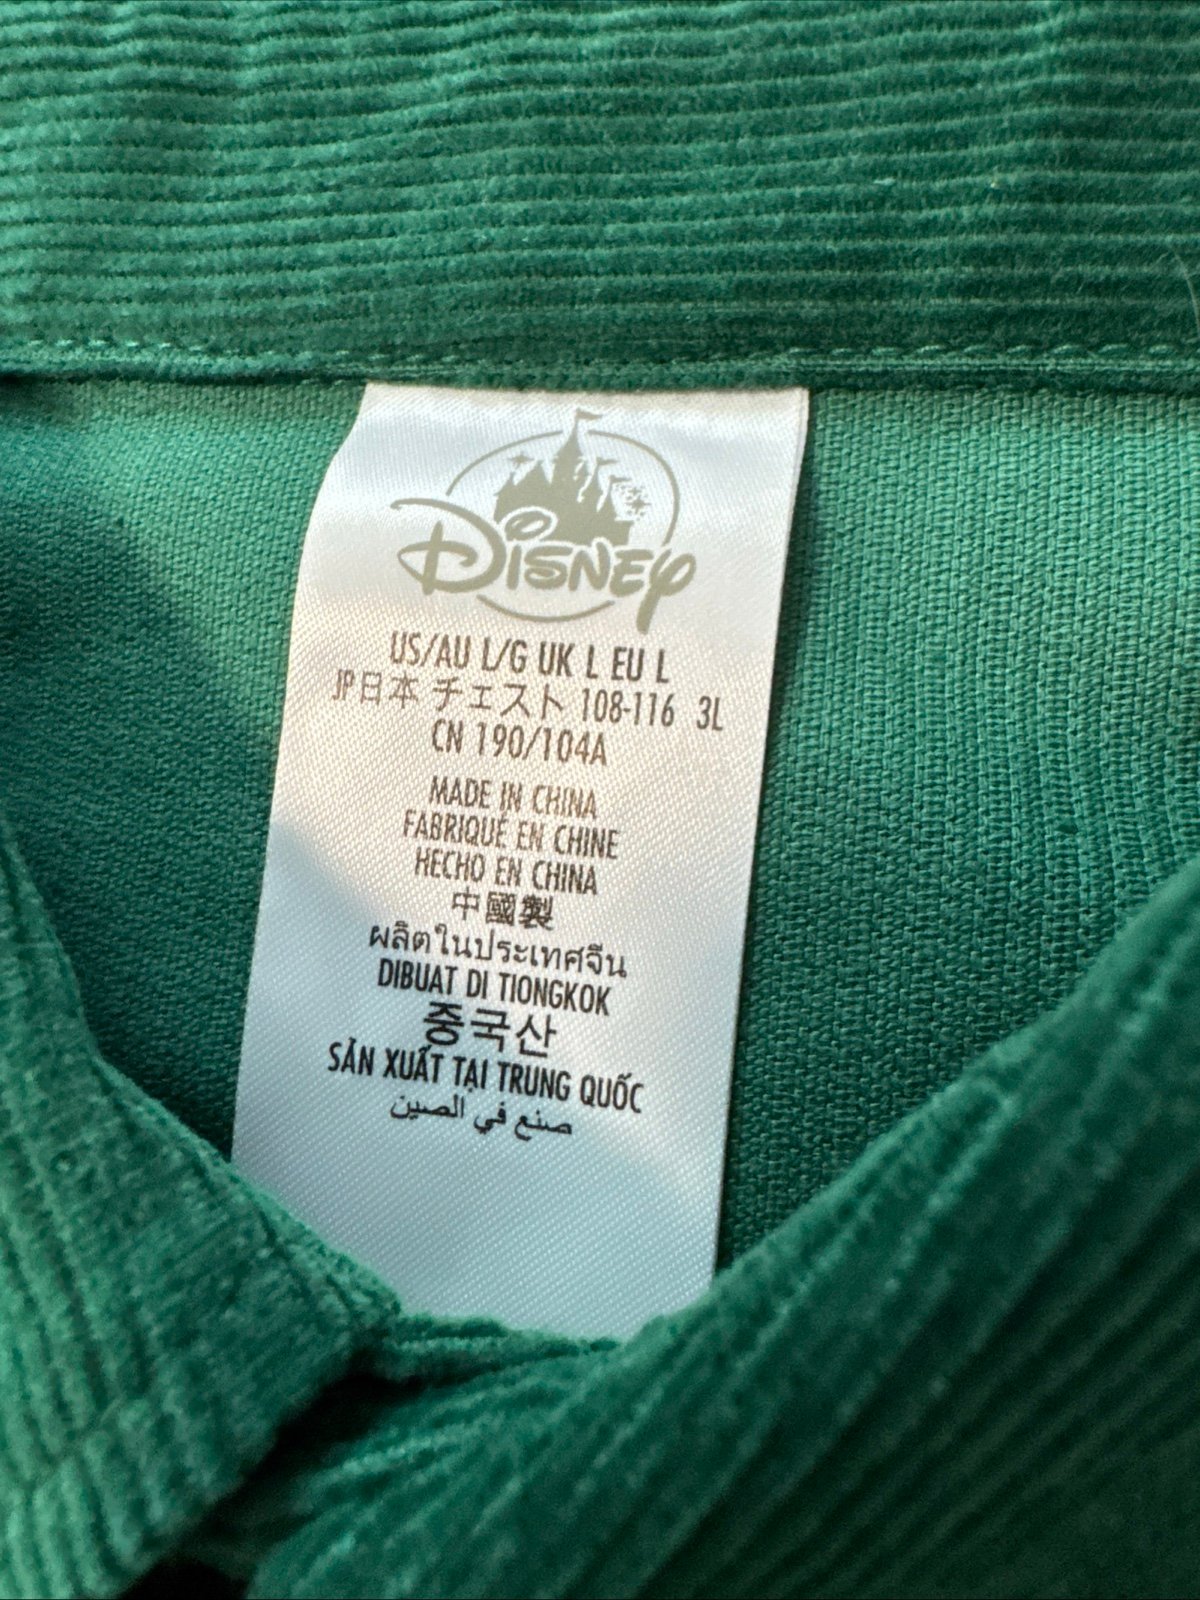 Disney
US/AU L/G UK L EU L
JP日本 チェスト 108-116 3L
CN 190/104A
MADE IN CHINA
FABRIQUÉ EN CHINE
HECHO EN CHINA
中國製
ผลิตในประเทศจีน
DIBUAT DI TIONGKOK
중국산
SẢN XUẤT TẠI TRUNG QUỐC
صنع في الصين